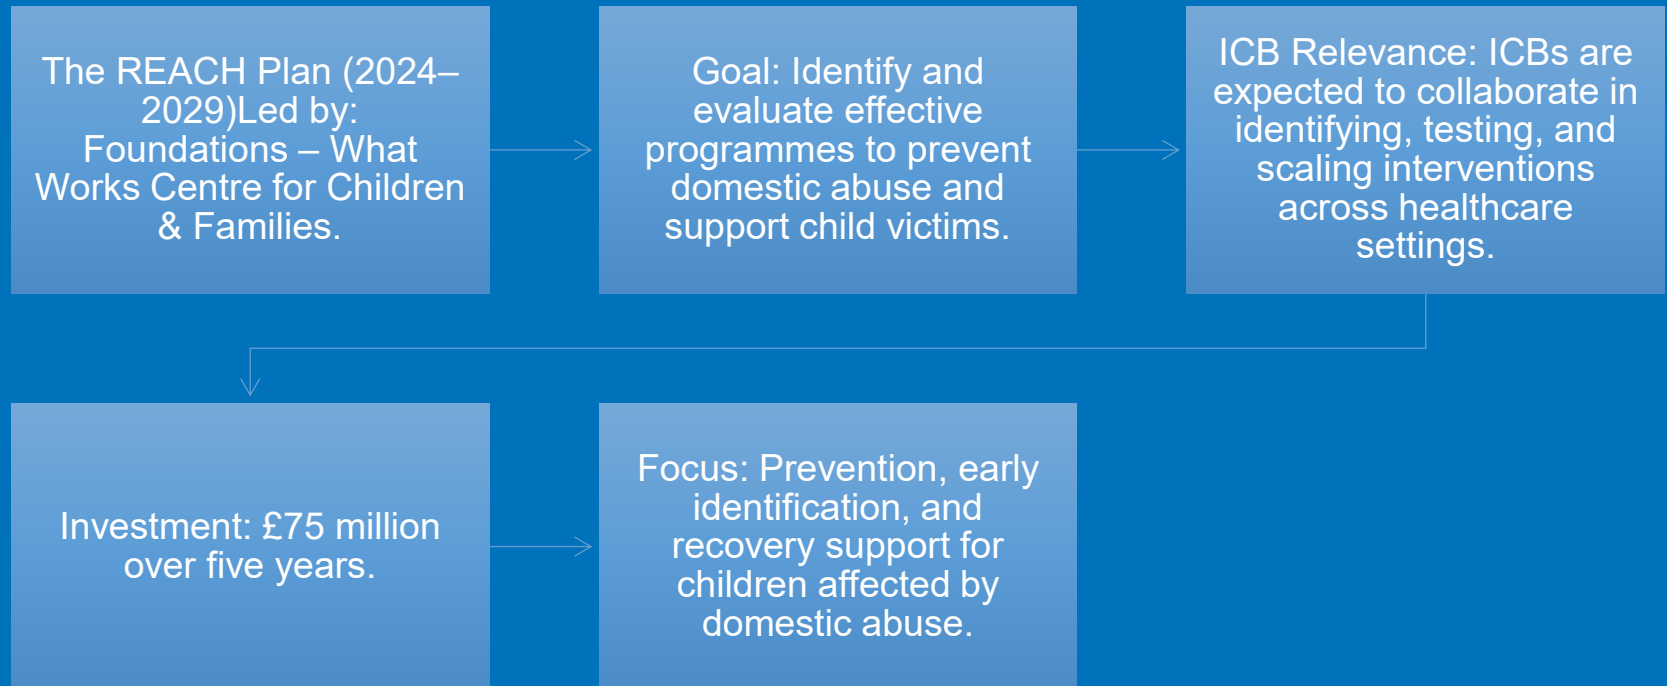 The REACH Plan (2024–
2029)Led by:
Foundations – What
Works Centre for Children
& Families.
Goal: Identify and
evaluate effective
programmes to prevent
domestic abuse and
support child victims.
ICB Relevance: ICBs are
expected to collaborate in
identifying, testing, and
scaling interventions
across healthcare
settings.
Investment: £75 million
over five years.
Focus: Prevention, early
identification, and
recovery support for
children affected by
domestic abuse.